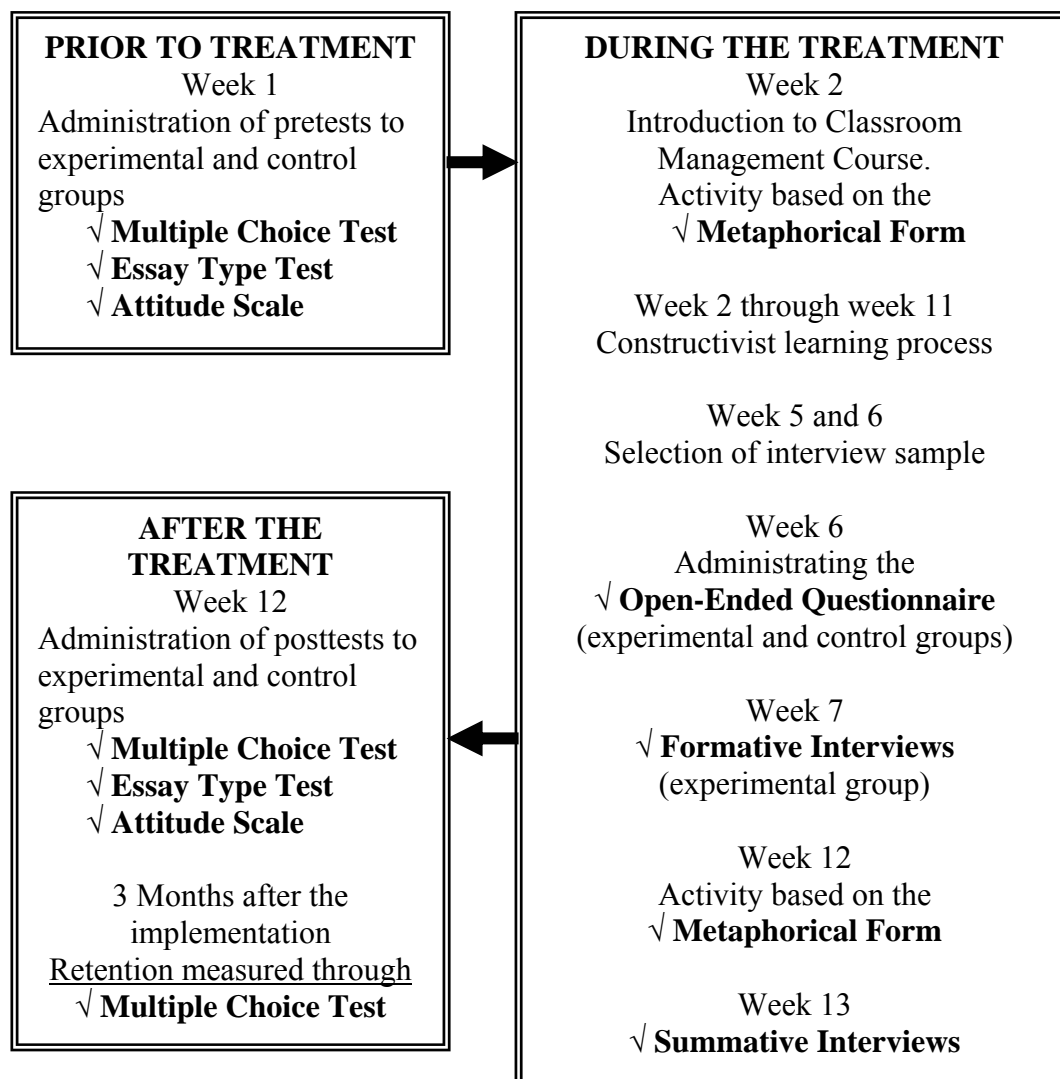 PRIOR TO TREATMENT
Week 1
Administration of pretests to
experimental and control
groups
√ Multiple Choice Test
√ Essay Type Test
√ Attitude Scale
DURING THE TREATMENT
Week 2
Introduction to Classroom
Management Course.
Activity based on the
√ Metaphorical Form
Week 2 through week 11
Constructivist learning process
Week 5 and 6
Selection of interview sample
Week 6
Administrating the
√ Open-Ended Questionnaire
(experimental and control groups)
Week 7
√ Formative Interviews
(experimental group)
Week 12
Activity based on the
√ Metaphorical Form
Week 13
√ Summative Interviews
AFTER THE
TREATMENT
Week 12
Administration of posttests to
experimental and control
groups
√ Multiple Choice Test
√ Essay Type Test
√ Attitude Scale
3 Months after the
implementation
Retention measured through
√ Multiple Choice Test